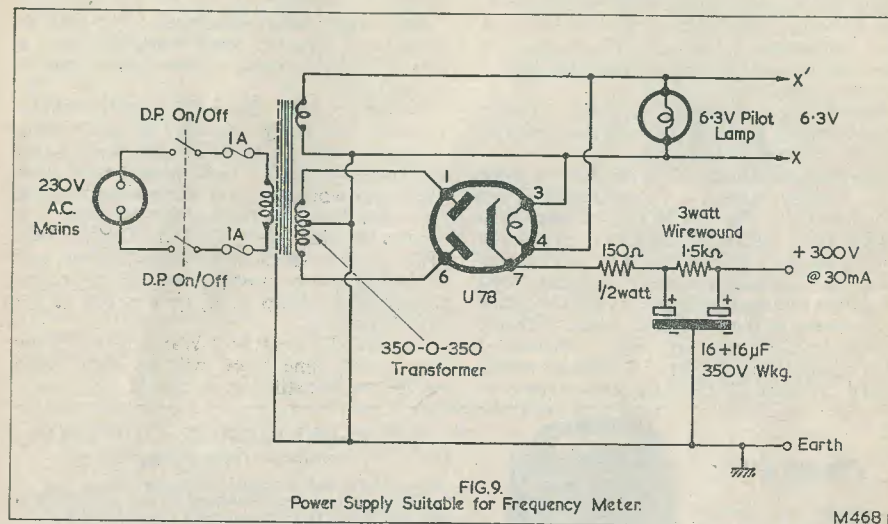 D.P. On/Off
1A
230V
A.C.
Mains
1A
D.P. On/Off
350-0-350
Transformer
1
6
3
4
7
U78
X'
6·3V Pilot
Lamp
6·3V
X
3watt
Wirewound
150Ω
1·5kΩ
1/2watt
+300V
@ 30mA
+
+
-
-
16+16μF
350V Wkg.
Earth
FIG.9.
Power Supply Suitable for Frequency Meter.
M468